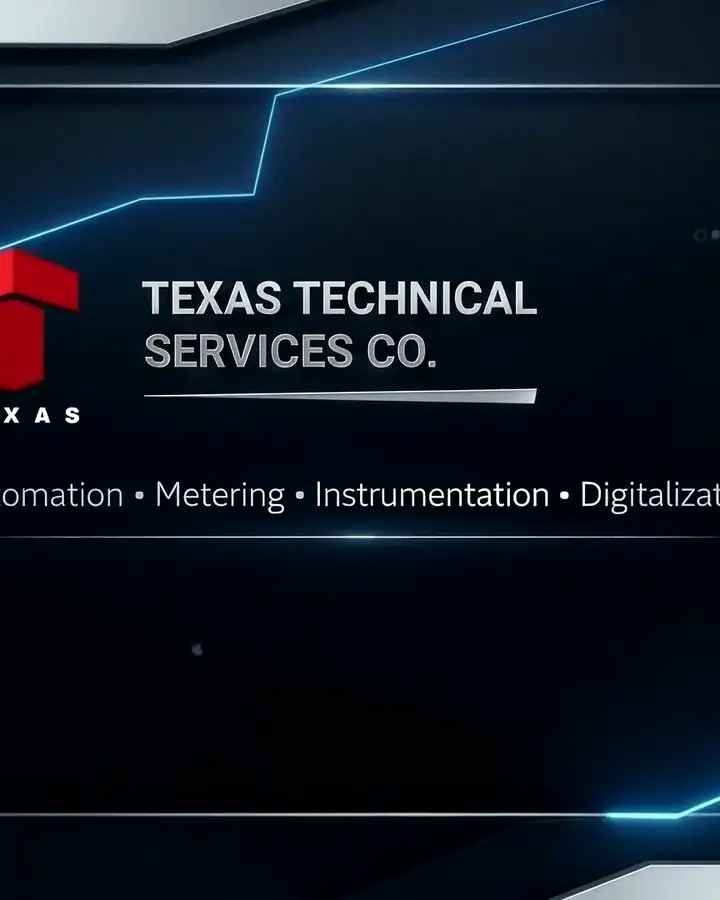 TEXAS TECHNICAL
SERVICES CO.
XAS
omation • Metering • Instrumentation • Digitalizat